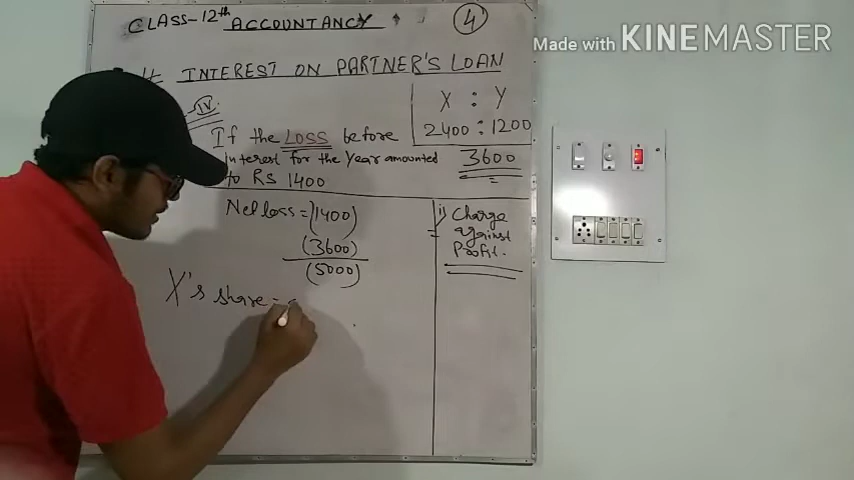 CLASS-12th ACCOUNTANCY
4
Made with KINEMASTER
INTEREST ON PARTNER'S LOAN
X : Y
2400 : 1200
3600
IV
If the LOSS before
interest for the Year amounted
to RS 1400
Net loss = (1400)
(3600)
(5000)
X's share =
i) Charge
against
Profit.